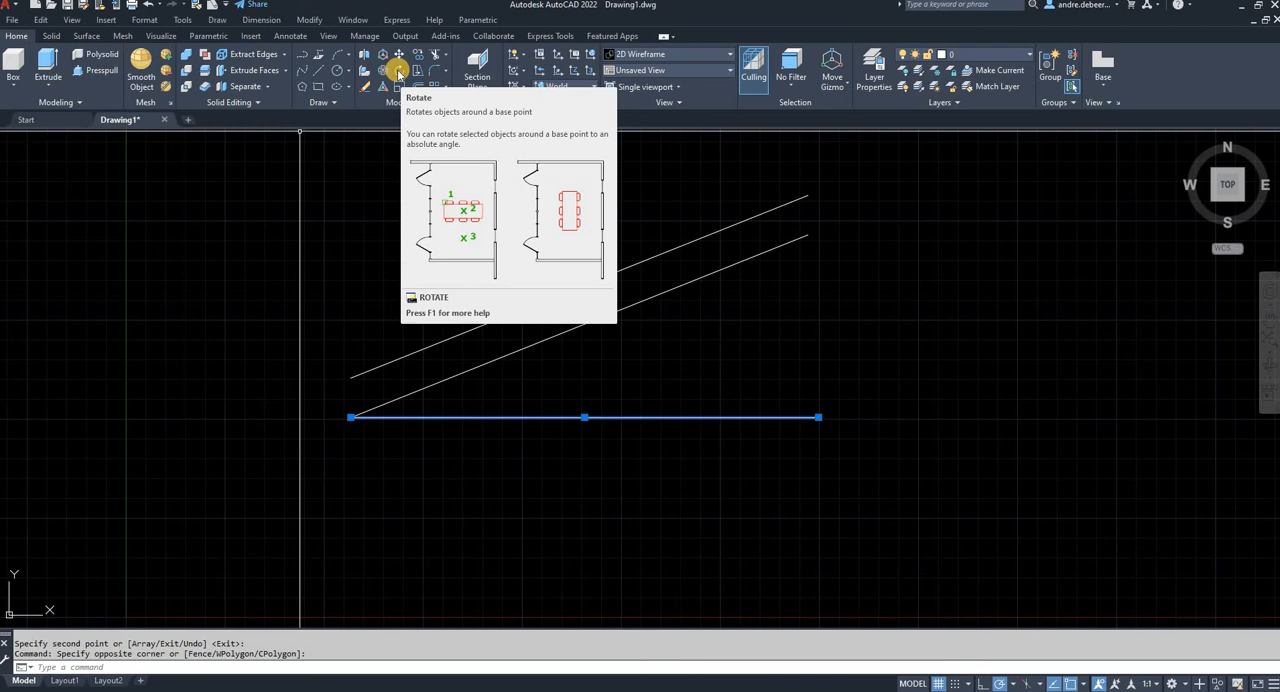 Share
Autodesk AutoCAD 2022 Drawing1.dwg
Type a keyword or phrase
andre.debeer...
File Edit View Insert Format Tools Draw Dimension Modify Window Express Help Parametric
Home Solid Surface Mesh Visualize Parametric Insert Annotate View Manage Output Add-ins Collaborate Express Tools Featured Apps
Polysolid
Extrude Edges
2D Wireframe
0
Presspull
Extrude Faces
Unsaved View
Make Current
Box Extrude Smooth Object
Separate
Section
World
Single viewport
Culling No Filter Move Gizmo
Layer Properties
Match Layer
Group Base
Modeling Mesh Solid Editing Draw
View Selection Layers Groups View
Start Drawing1*
Rotate
Rotates objects around a base point
You can rotate selected objects around a base point to an
absolute angle.
1
x 2
x 3
ROTATE
Press F1 for more help
N
W TOP E
S
WCS
Y
X
Specify second point or [Array/Exit/Undo] <Exit>:
Command: Specify opposite corner or [Fence/WPolygon/CPolygon]:
Type a command
Model Layout1 Layout2
MODEL 1:1